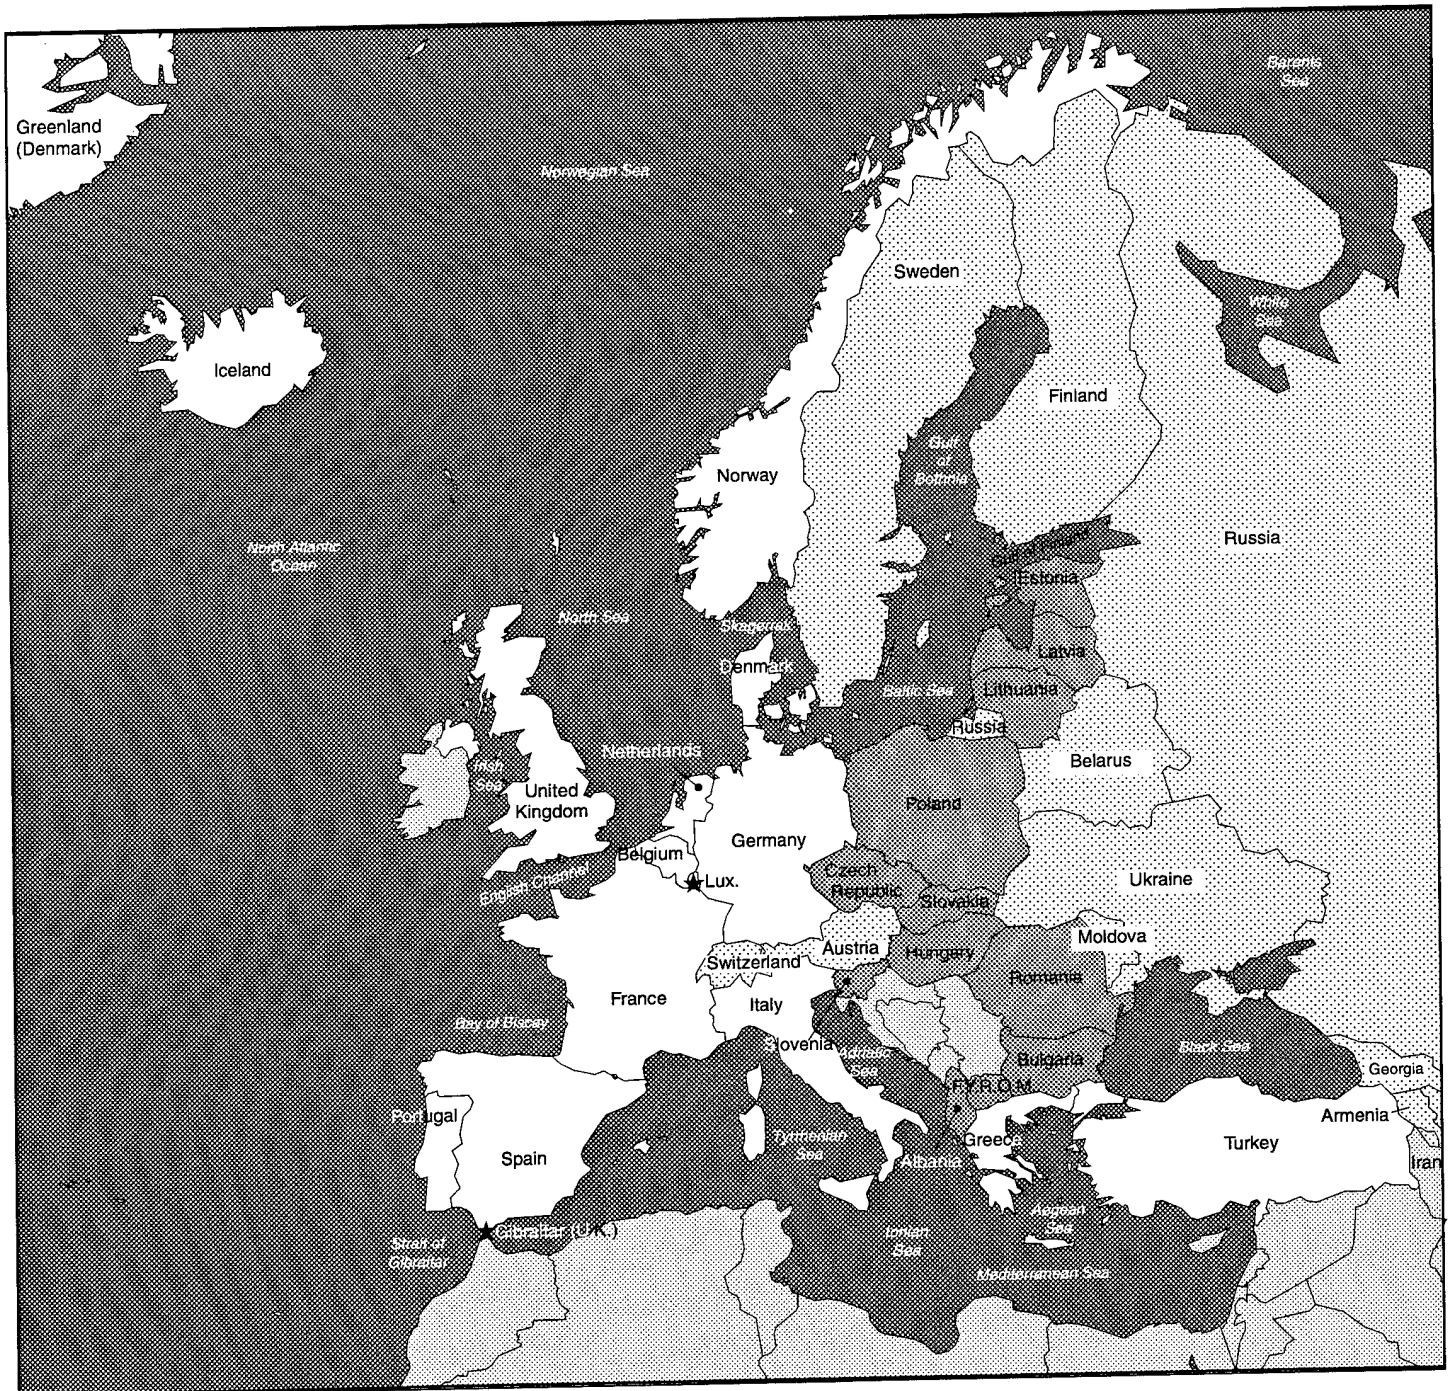 Greenland
(Denmark)
Barents
Sea
Norwegian Sea
Sweden
White
Sea
Iceland
Finland
Gulf
of
Bothnia
Norway
North Atlantic
Ocean
Russia
Gulf of Finland
Estonia
North Sea
Skagerrak
Latvia
Denmark
Lithuania
Baltic Sea
Russia
Netherlands
Belarus
Irish
Sea
United
Kingdom
Poland
Germany
Belgium
Lux.
Czech
Republic
English Channel
Slovakia
Ukraine
Austria
Moldova
Hungary
Switzerland
Romania
France
Italy
Bay of Biscay
Slovenia
Adriatic
Sea
Black Sea
Bulgaria
Georgia
F.Y.R.O.M.
Portugal
Armenia
Spain
Tyrrhenian
Sea
Greece
Turkey
Albania
Iran
Aegean
Sea
Gibraltar (U.K.)
Strait of
Gibraltar
Ionian
Sea
Mediterranean Sea